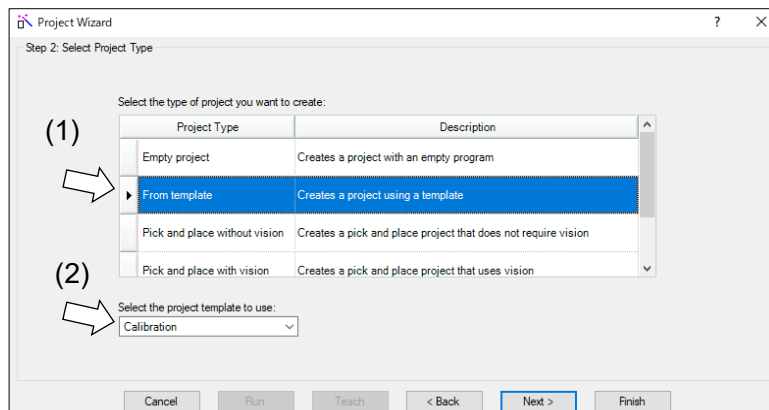 Project Wizard
?
Step 2: Select Project Type
Select the type of project you want to create:
(1)
Project Type Description
Empty project Creates a project with an empty program
From template Creates a project using a template
Pick and place without vision Creates a pick and place project that does not require vision
Pick and place with vision Creates a pick and place project that uses vision
(2)
Select the project template to use:
Calibration
Cancel Run Teach < Back Next > Finish